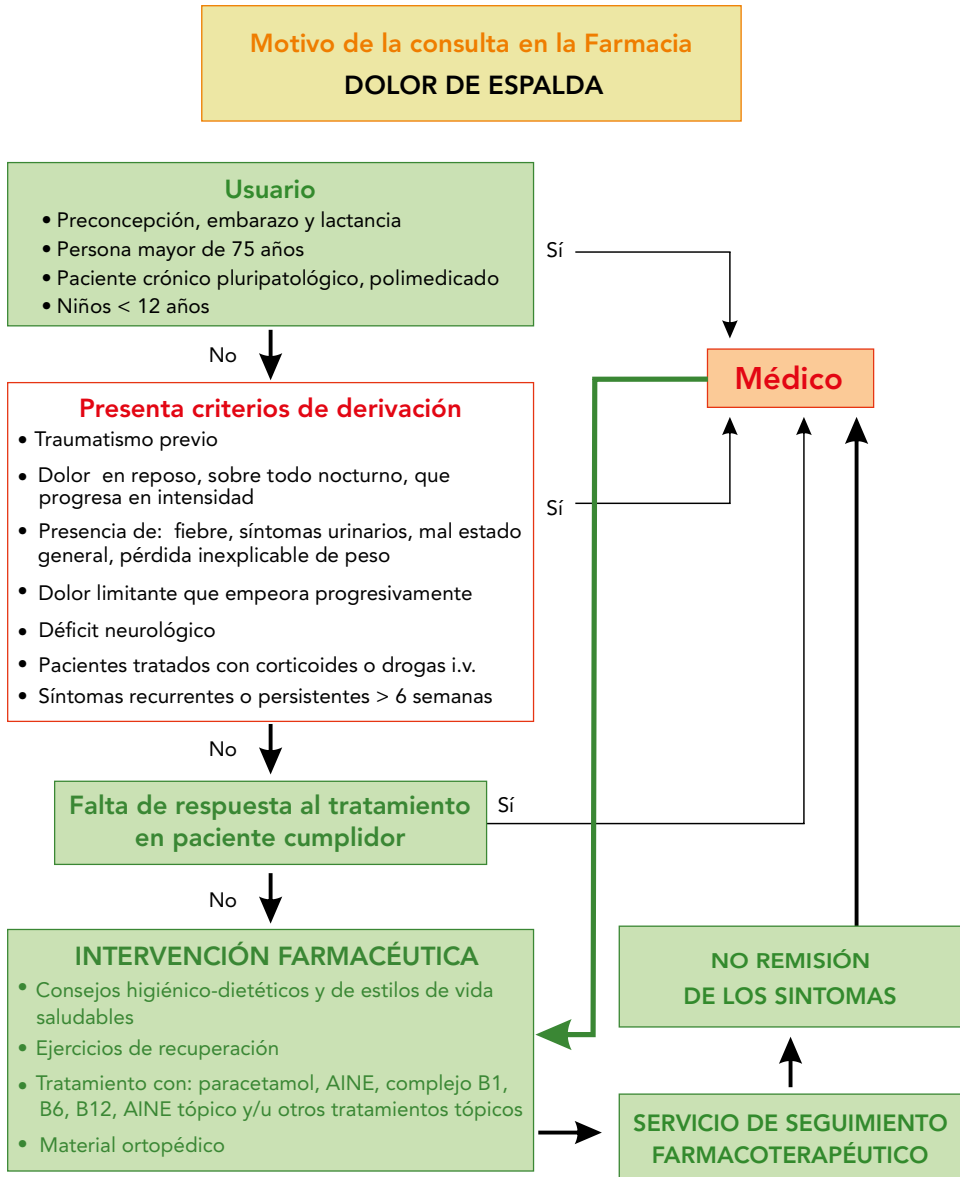 Motivo de la consulta en la Farmacia
DOLOR DE ESPALDA
Usuario
• Preconcepción, embarazo y lactancia
• Persona mayor de 75 años
• Paciente crónico pluripatológico, polimedicado
• Niños < 12 años
Sí
No
Médico
Presenta criterios de derivación
• Traumatismo previo
• Dolor en reposo, sobre todo nocturno, que
progresa en intensidad
• Presencia de: fiebre, síntomas urinarios, mal estado
general, pérdida inexplicable de peso
• Dolor limitante que empeora progresivamente
• Déficit neurológico
• Pacientes tratados con corticoides o drogas i.v.
• Síntomas recurrentes o persistentes > 6 semanas
Sí
No
Falta de respuesta al tratamiento
en paciente cumplidor
Sí
No
INTERVENCIÓN FARMACÉUTICA
• Consejos higiénico-dietéticos y de estilos de vida
saludables
• Ejercicios de recuperación
• Tratamiento con: paracetamol, AINE, complejo B1,
B6, B12, AINE tópico y/u otros tratamientos tópicos
• Material ortopédico
NO REMISIÓN
DE LOS SINTOMAS
SERVICIO DE SEGUIMIENTO
FARMACOTERAPÉUTICO